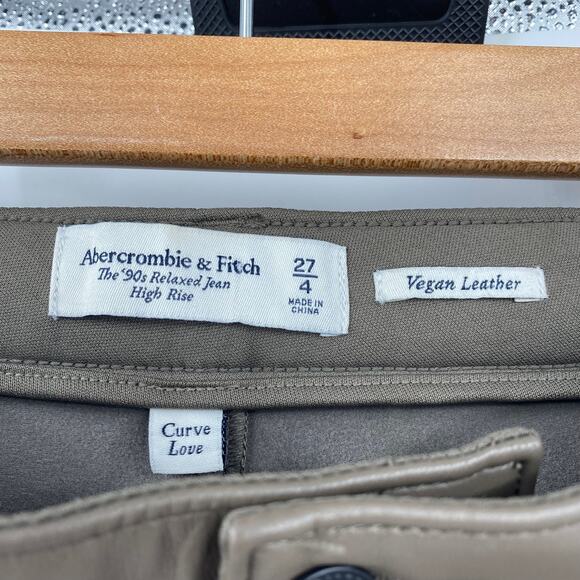 Abercrombie & Fitch
The '90s Relaxed Jean
High Rise
27
4
MADE IN
CHINA
Vegan Leather
Curve
Love